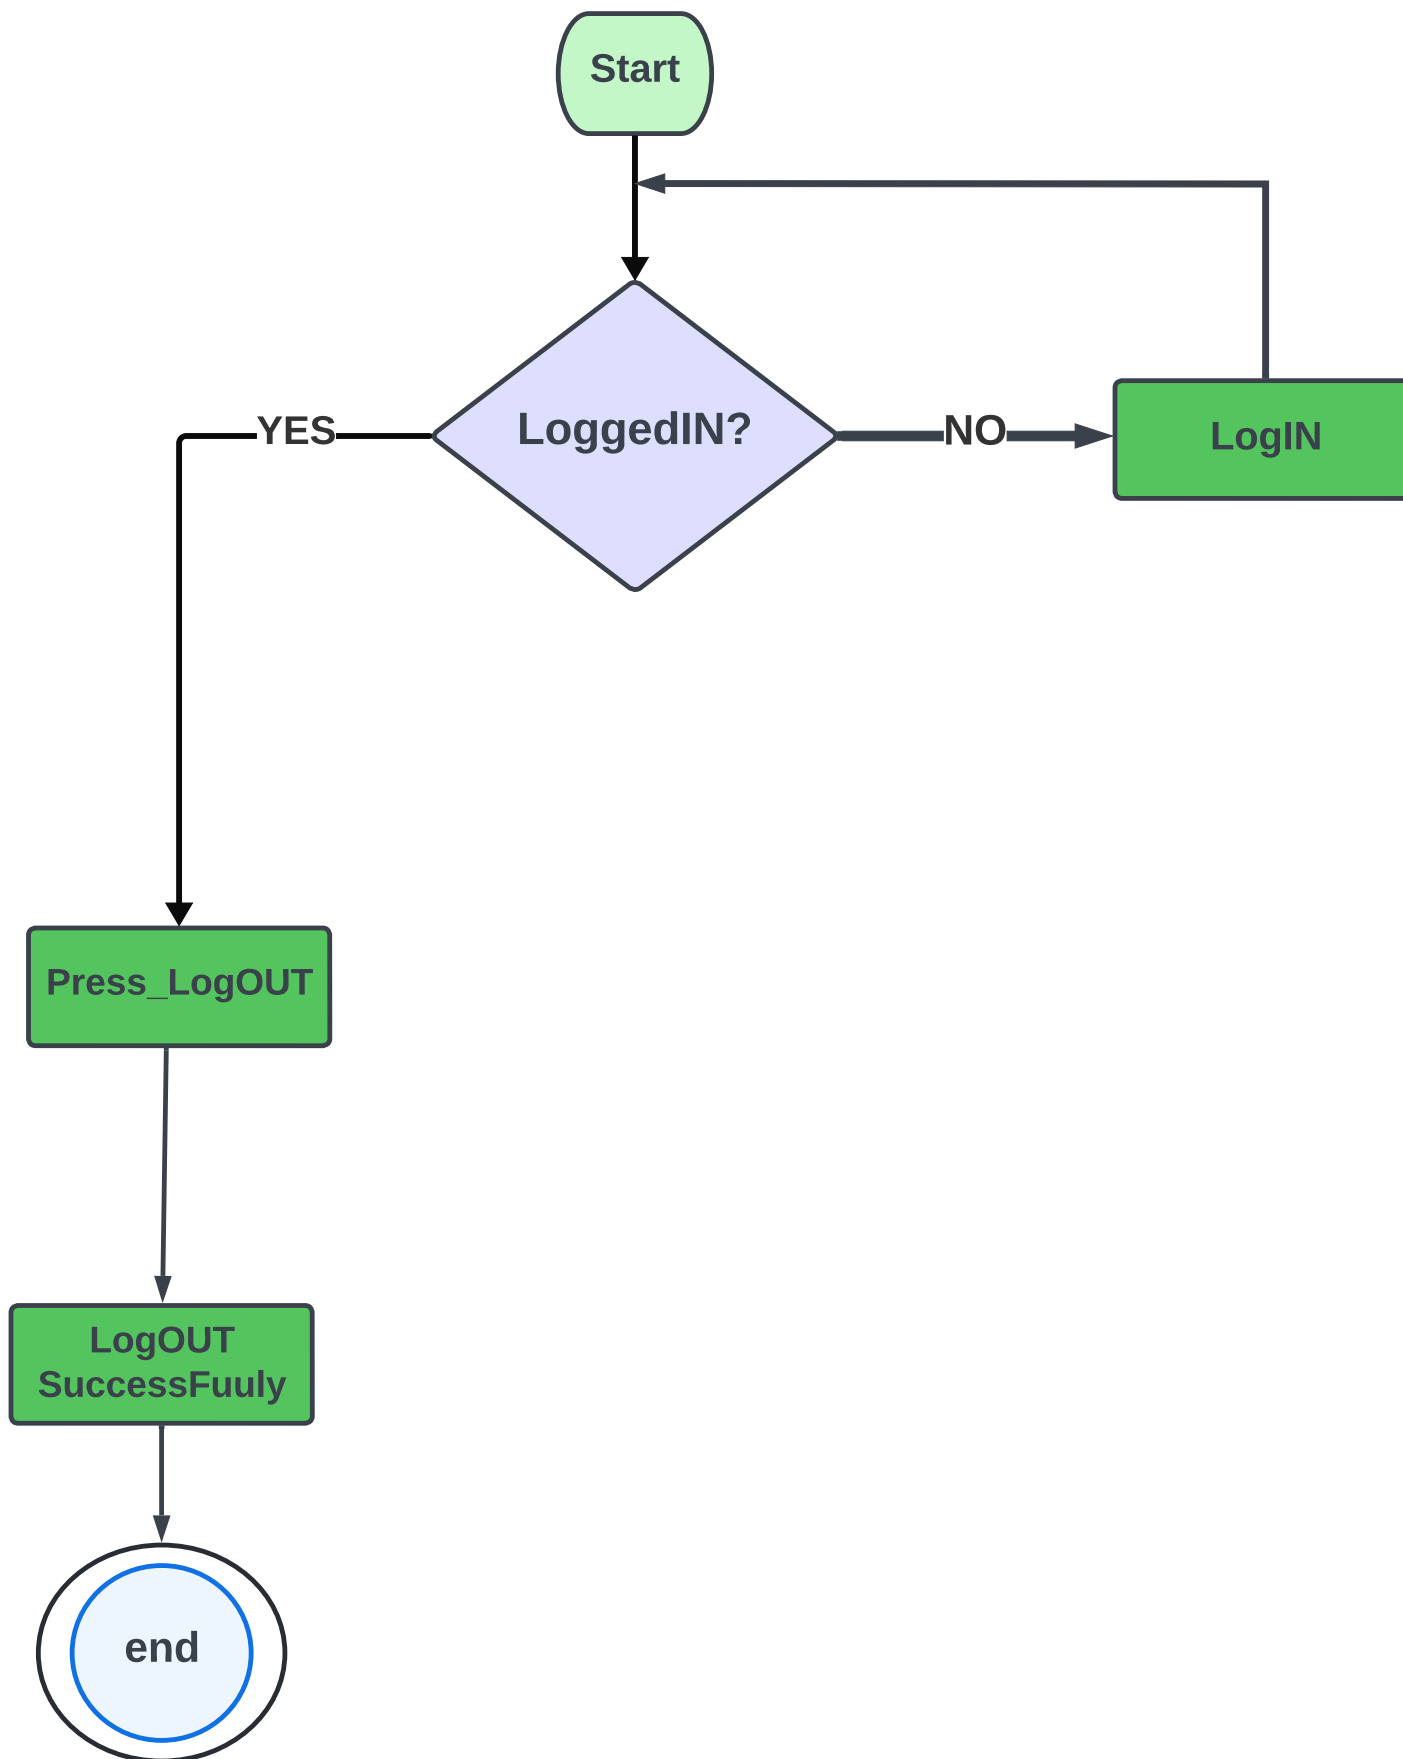 Start
LoggedIN?
YES
NO
LogIN
Press_LogOUT
LogOUT
SuccessFuuly
end